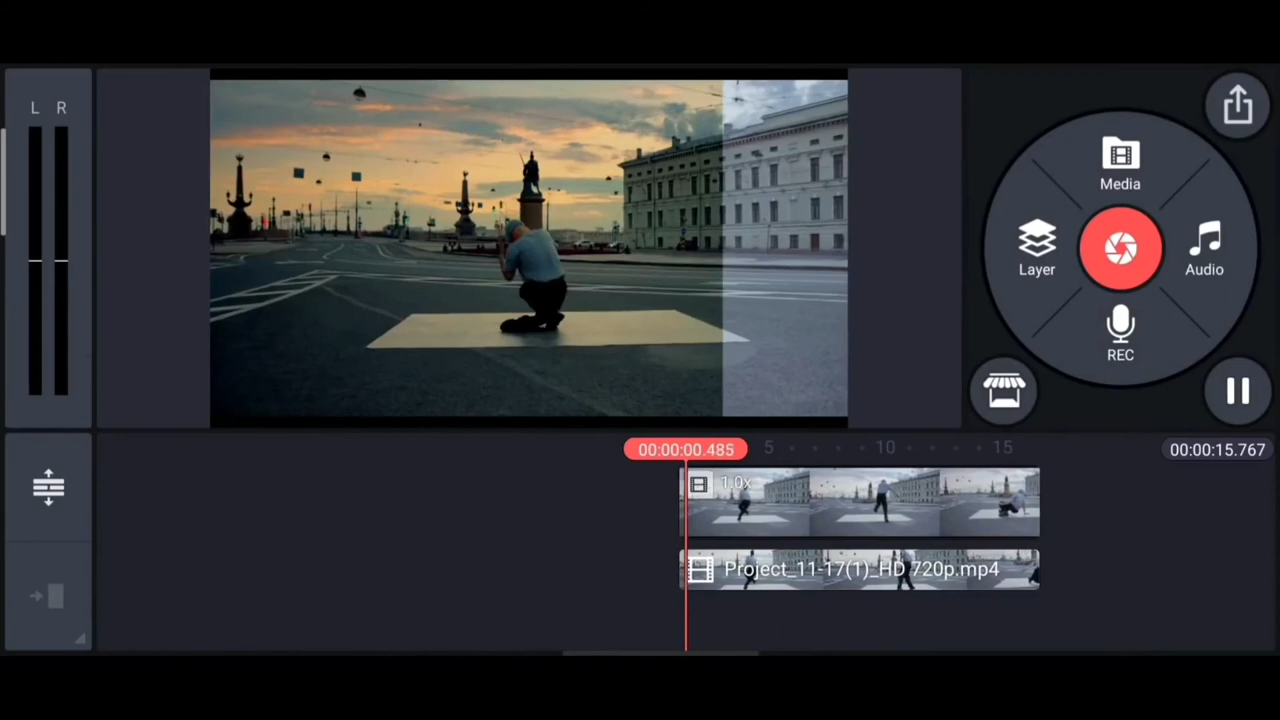 L R
Media
Layer
Audio
REC
00:00:00.485
5
10
15
00:00:15.767
1.0x
Project_11-17(1)_HD 720p.mp4